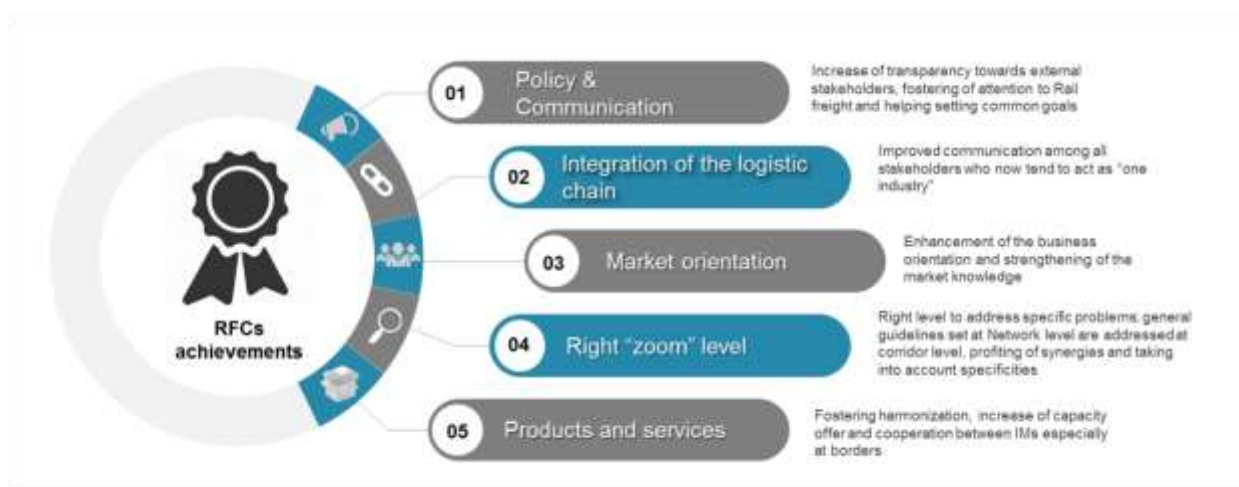 RFCs
achievements
01
Policy &
Communication
Increase of transparency towards external
stakeholders, fostering of attention to Rail
freight and helping setting common goals
02
Integration of the logistic
chain
Improved communication among all
stakeholders who now tend to act as "one
industry"
03
Market orientation
Enhancement of the business
orientation and strengthening of the
market knowledge
04
Right "zoom" level
Right level to address specific problems: general
guidelines set at Network level are addressed at
corridor level, profiting of synergies and taking
into account specificities
05
Products and services
Fostering harmonization, increase of capacity
offer and cooperation between IMs especially
at borders